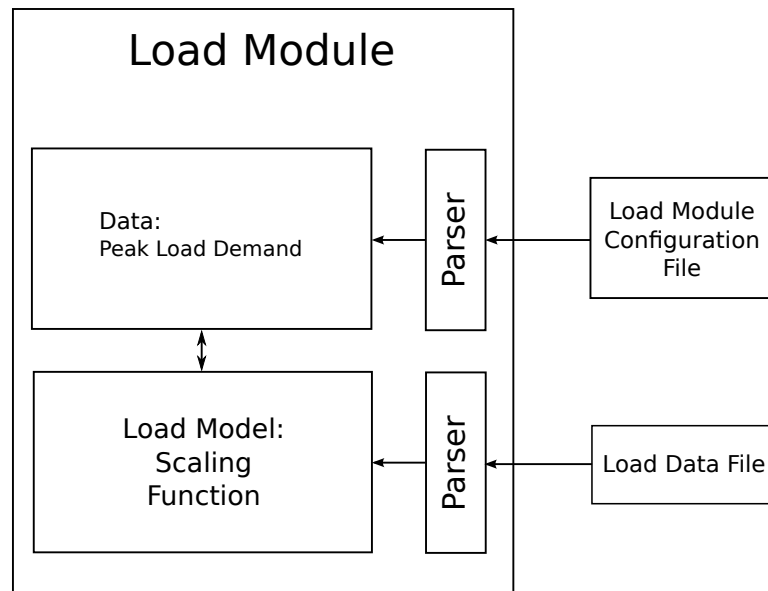 Load Module
Data:
Peak Load Demand
Parser
Load Module
Configuration
File
Load Model:
Scaling
Function
Parser
Load Data File